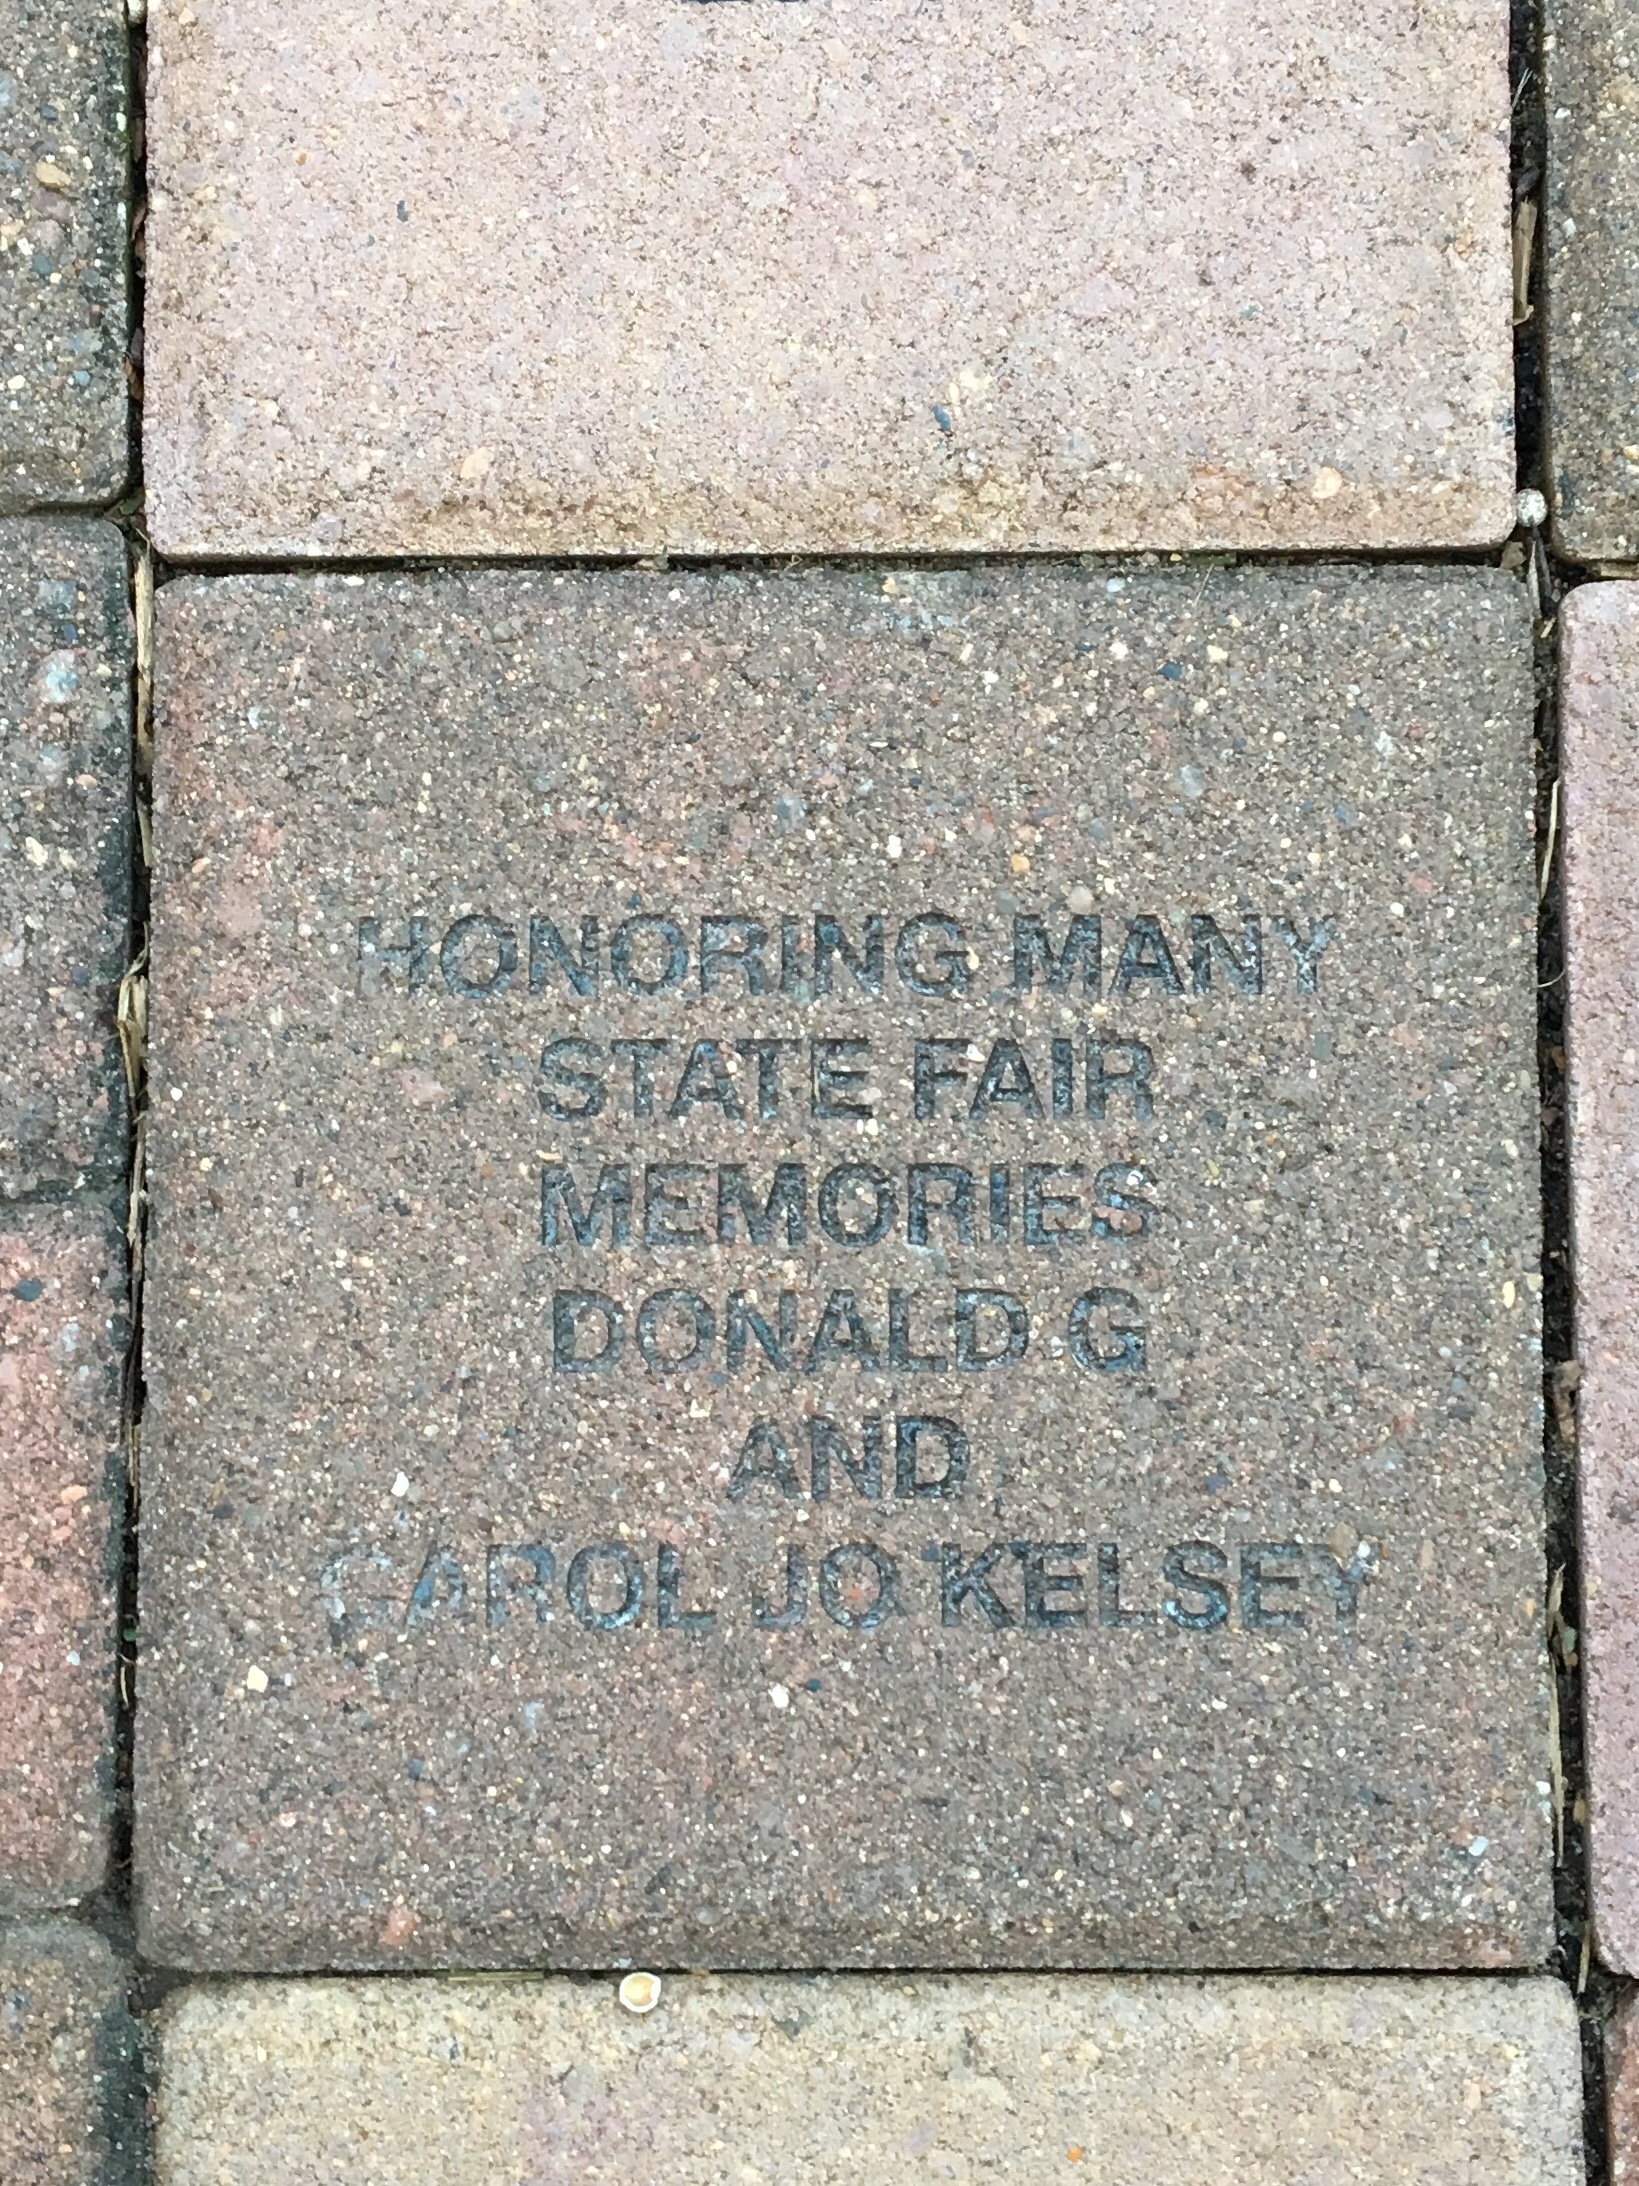 HONORING MANY
STATE FAIR
MEMORIES
DONALD G
AND
CAROL JO KELSEY